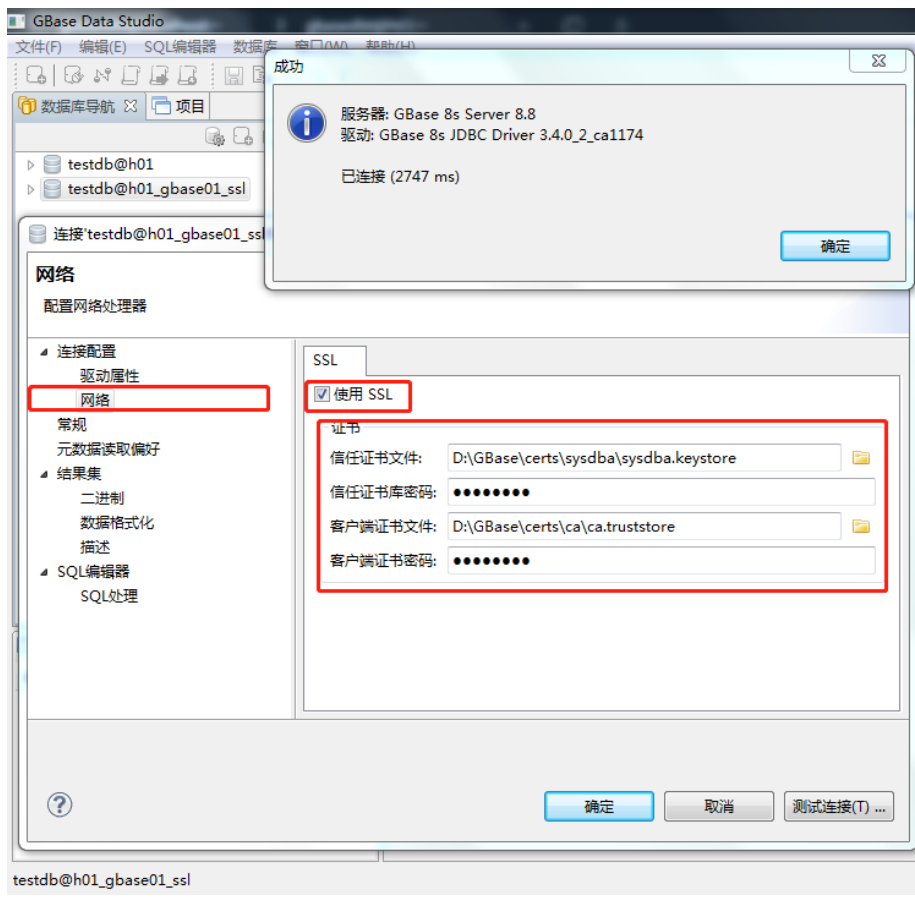 GBase Data Studio
文件(F) 编辑(E) SQL编辑器 数据库 窗口(W) 帮助(H)
成功
数据库导航 项目
服务器: GBase 8s Server 8.8
驱动: GBase 8s JDBC Driver 3.4.0_2_ca1174
已连接 (2747 ms)
确定
testdb@h01
testdb@h01_gbase01_ssl
连接'testdb@h01_gbase01_ssl
网络
配置网络处理器
连接配置
驱动属性
网络
常规
元数据读取偏好
结果集
二进制
数据格式化
描述
SQL编辑器
SQL处理
SSL
使用 SSL
证书
信任证书文件: D:\GBase\certs\sysdba\sysdba.keystore
信任证书库密码: ●●●●●●●●
客户端证书文件: D:\GBase\certs\ca\ca.truststore
客户端证书密码: ●●●●●●●●
确定 取消 测试连接(T) ...
testdb@h01_gbase01_ssl